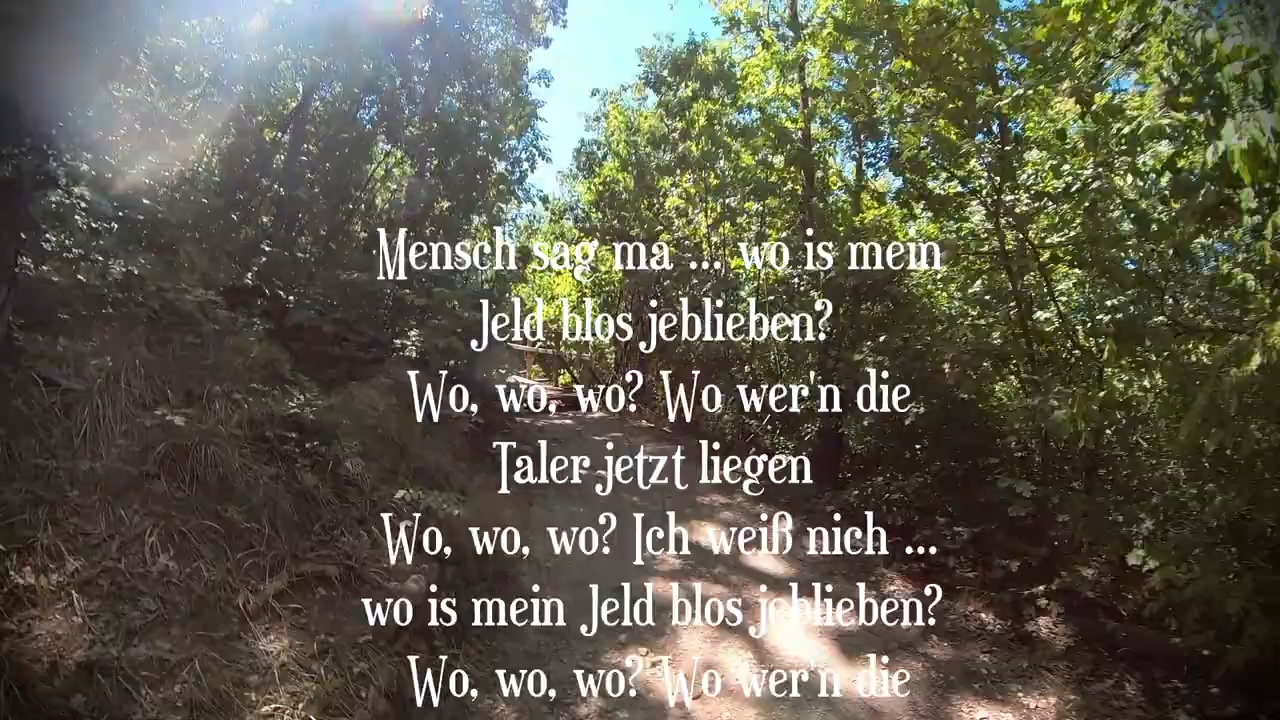 Mensch sag ma ... wo is mein
Jeld blos jeblieben?
Wo, wo, wo? Wo wer'n die
Taler jetzt liegen
Wo, wo, wo? Ich weiß nich ...
wo is mein Jeld blos jeblieben?
Wo, wo, wo? Wo wer'n die